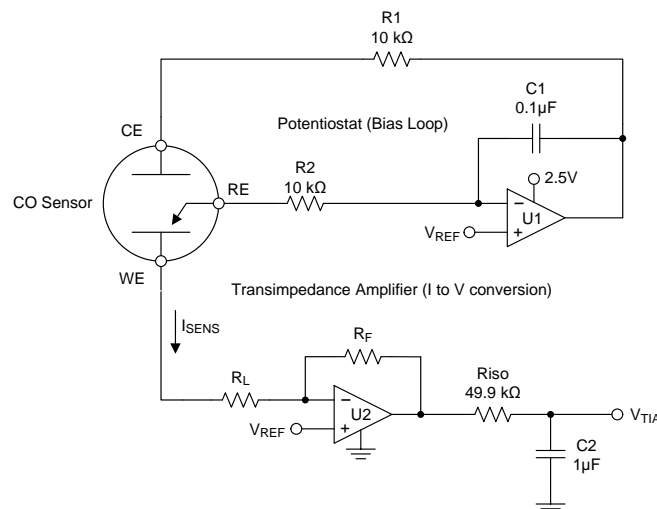 R1
10 kΩ
C1
0.1µF
CE
Potentiostat (Bias Loop)
R2
10 kΩ
RE
2.5V
CO Sensor
−
U1
VREF
+
WE
Transimpedance Amplifier (I to V conversion)
ISENS
RF
RL
Riso
49.9 kΩ
−
U2
VREF
+
VTIA
C2
1µF